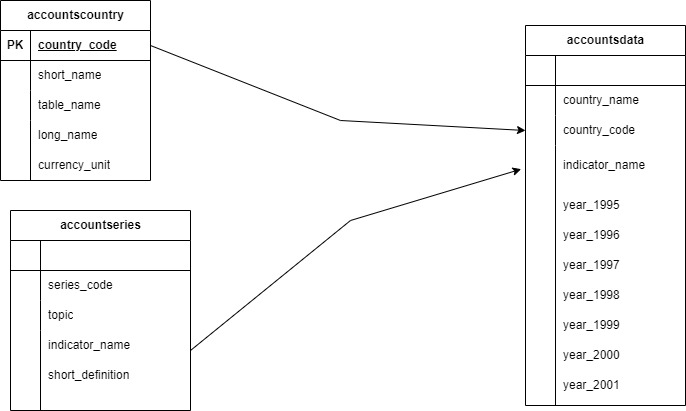 accountscountry
PK country_code
short_name
table_name
long_name
currency_unit
accountseries
series_code
topic
indicator_name
short_definition
accountsdata
country_name
country_code
indicator_name
year_1995
year_1996
year_1997
year_1998
year_1999
year_2000
year_2001